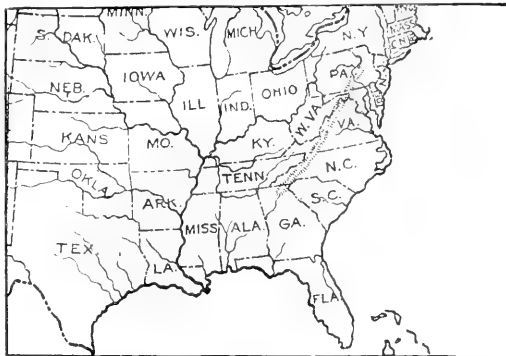 MINN.
WIS.
MICH
N.Y
MAS.
S. DAK.
IOWA
PA.
NEB.
ILL
IND.
OHIO
W. VA.
VA.
KANS
MO.
KY.
N.C.
OKLA
TENN.
S.C.
ARK.
MISS
ALA.
GA.
TEX.
LA.
FLA.